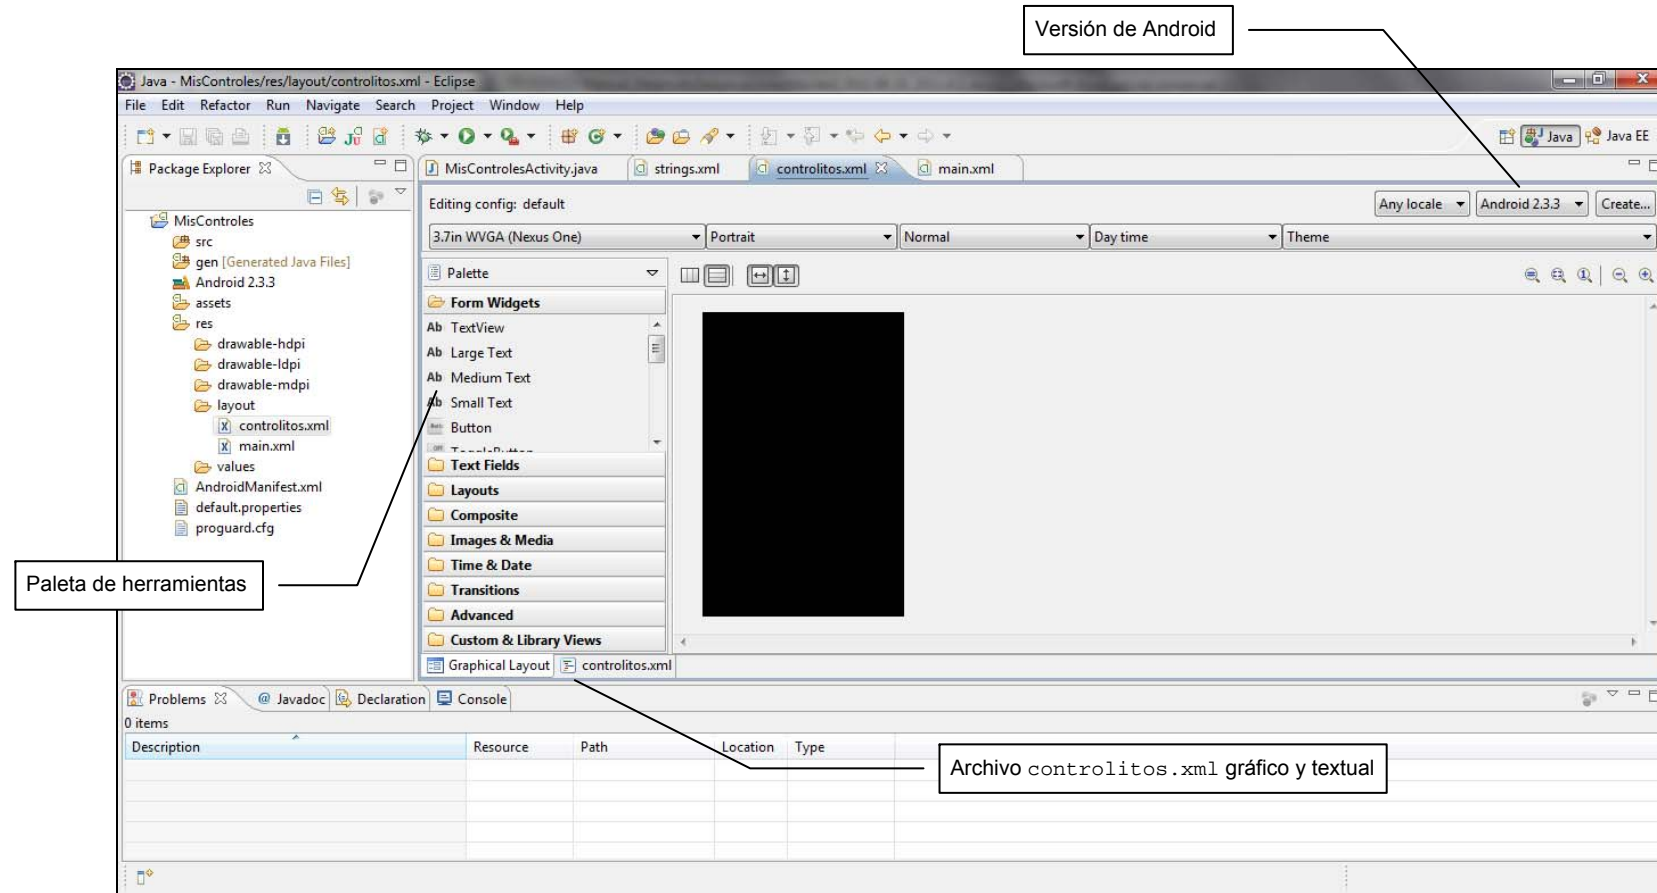 Versión de Android
Java - MisControles/res/layout/controlitos.xml - Eclipse
File Edit Refactor Run Navigate Search Project Window Help
Java Java EE
Package Explorer
MisControlesActivity.java strings.xml controlitos.xml main.xml
Editing config: default Any locale Android 2.3.3 Create...
3.7in WVGA (Nexus One) Portrait Normal Day time Theme
MisControles
src
gen [Generated Java Files]
Android 2.3.3
assets
res
drawable-hdpi
drawable-ldpi
drawable-mdpi
layout
controlitos.xml
main.xml
values
AndroidManifest.xml
default.properties
proguard.cfg
Palette
Form Widgets
Ab TextView
Ab Large Text
Ab Medium Text
Ab Small Text
Button
ToggleButton
Text Fields
Layouts
Composite
Images & Media
Time & Date
Transitions
Advanced
Custom & Library Views
Graphical Layout controlitos.xml
Paleta de herramientas
Problems @ Javadoc Declaration Console
0 items
Description Resource Path Location Type
Archivo controlitos.xml gráfico y textual